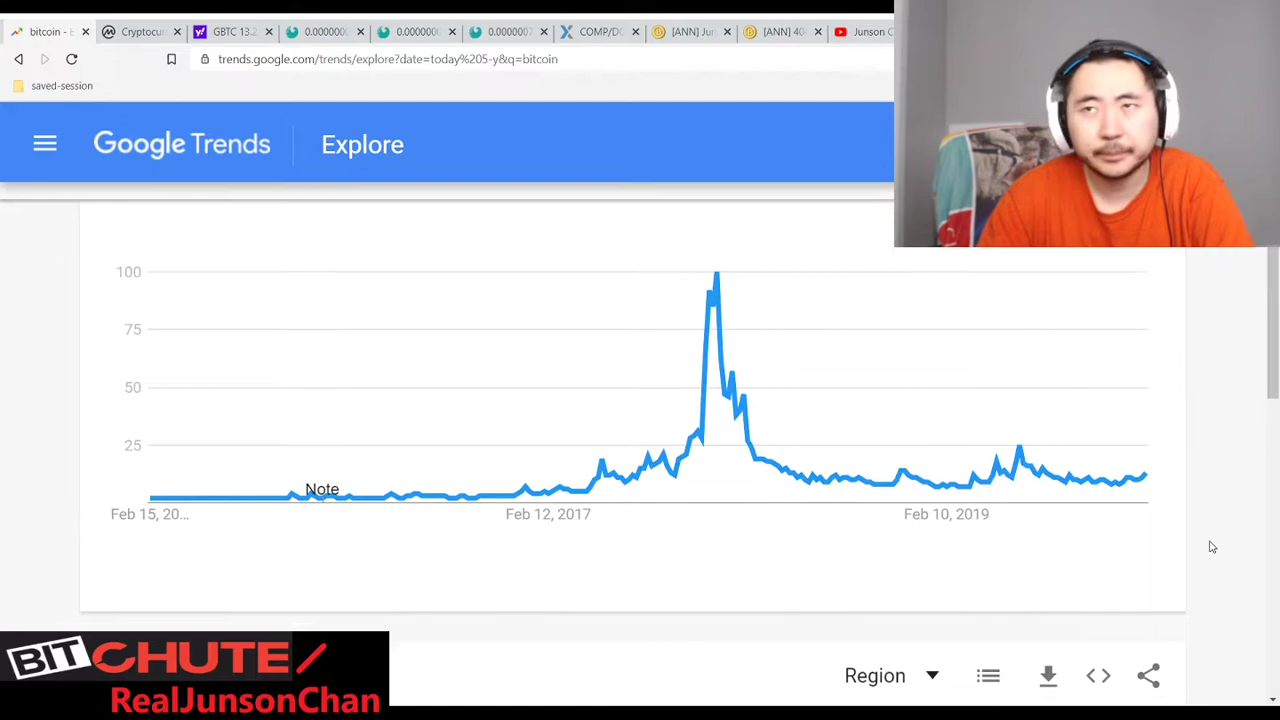 bitcoin - E
Cryptocur
GBTC 13.2
0.000000
0.000000
0.0000007
COMP/DC
[ANN] Jun
[ANN] 40
Junson C
trends.google.com/trends/explore?date=today%205-y&q=bitcoin
saved-session
Google Trends
Explore
100
75
50
25
Note
Feb 15, 20...
Feb 12, 2017
Feb 10, 2019
Region
BITCHUTE
RealJunsonChan